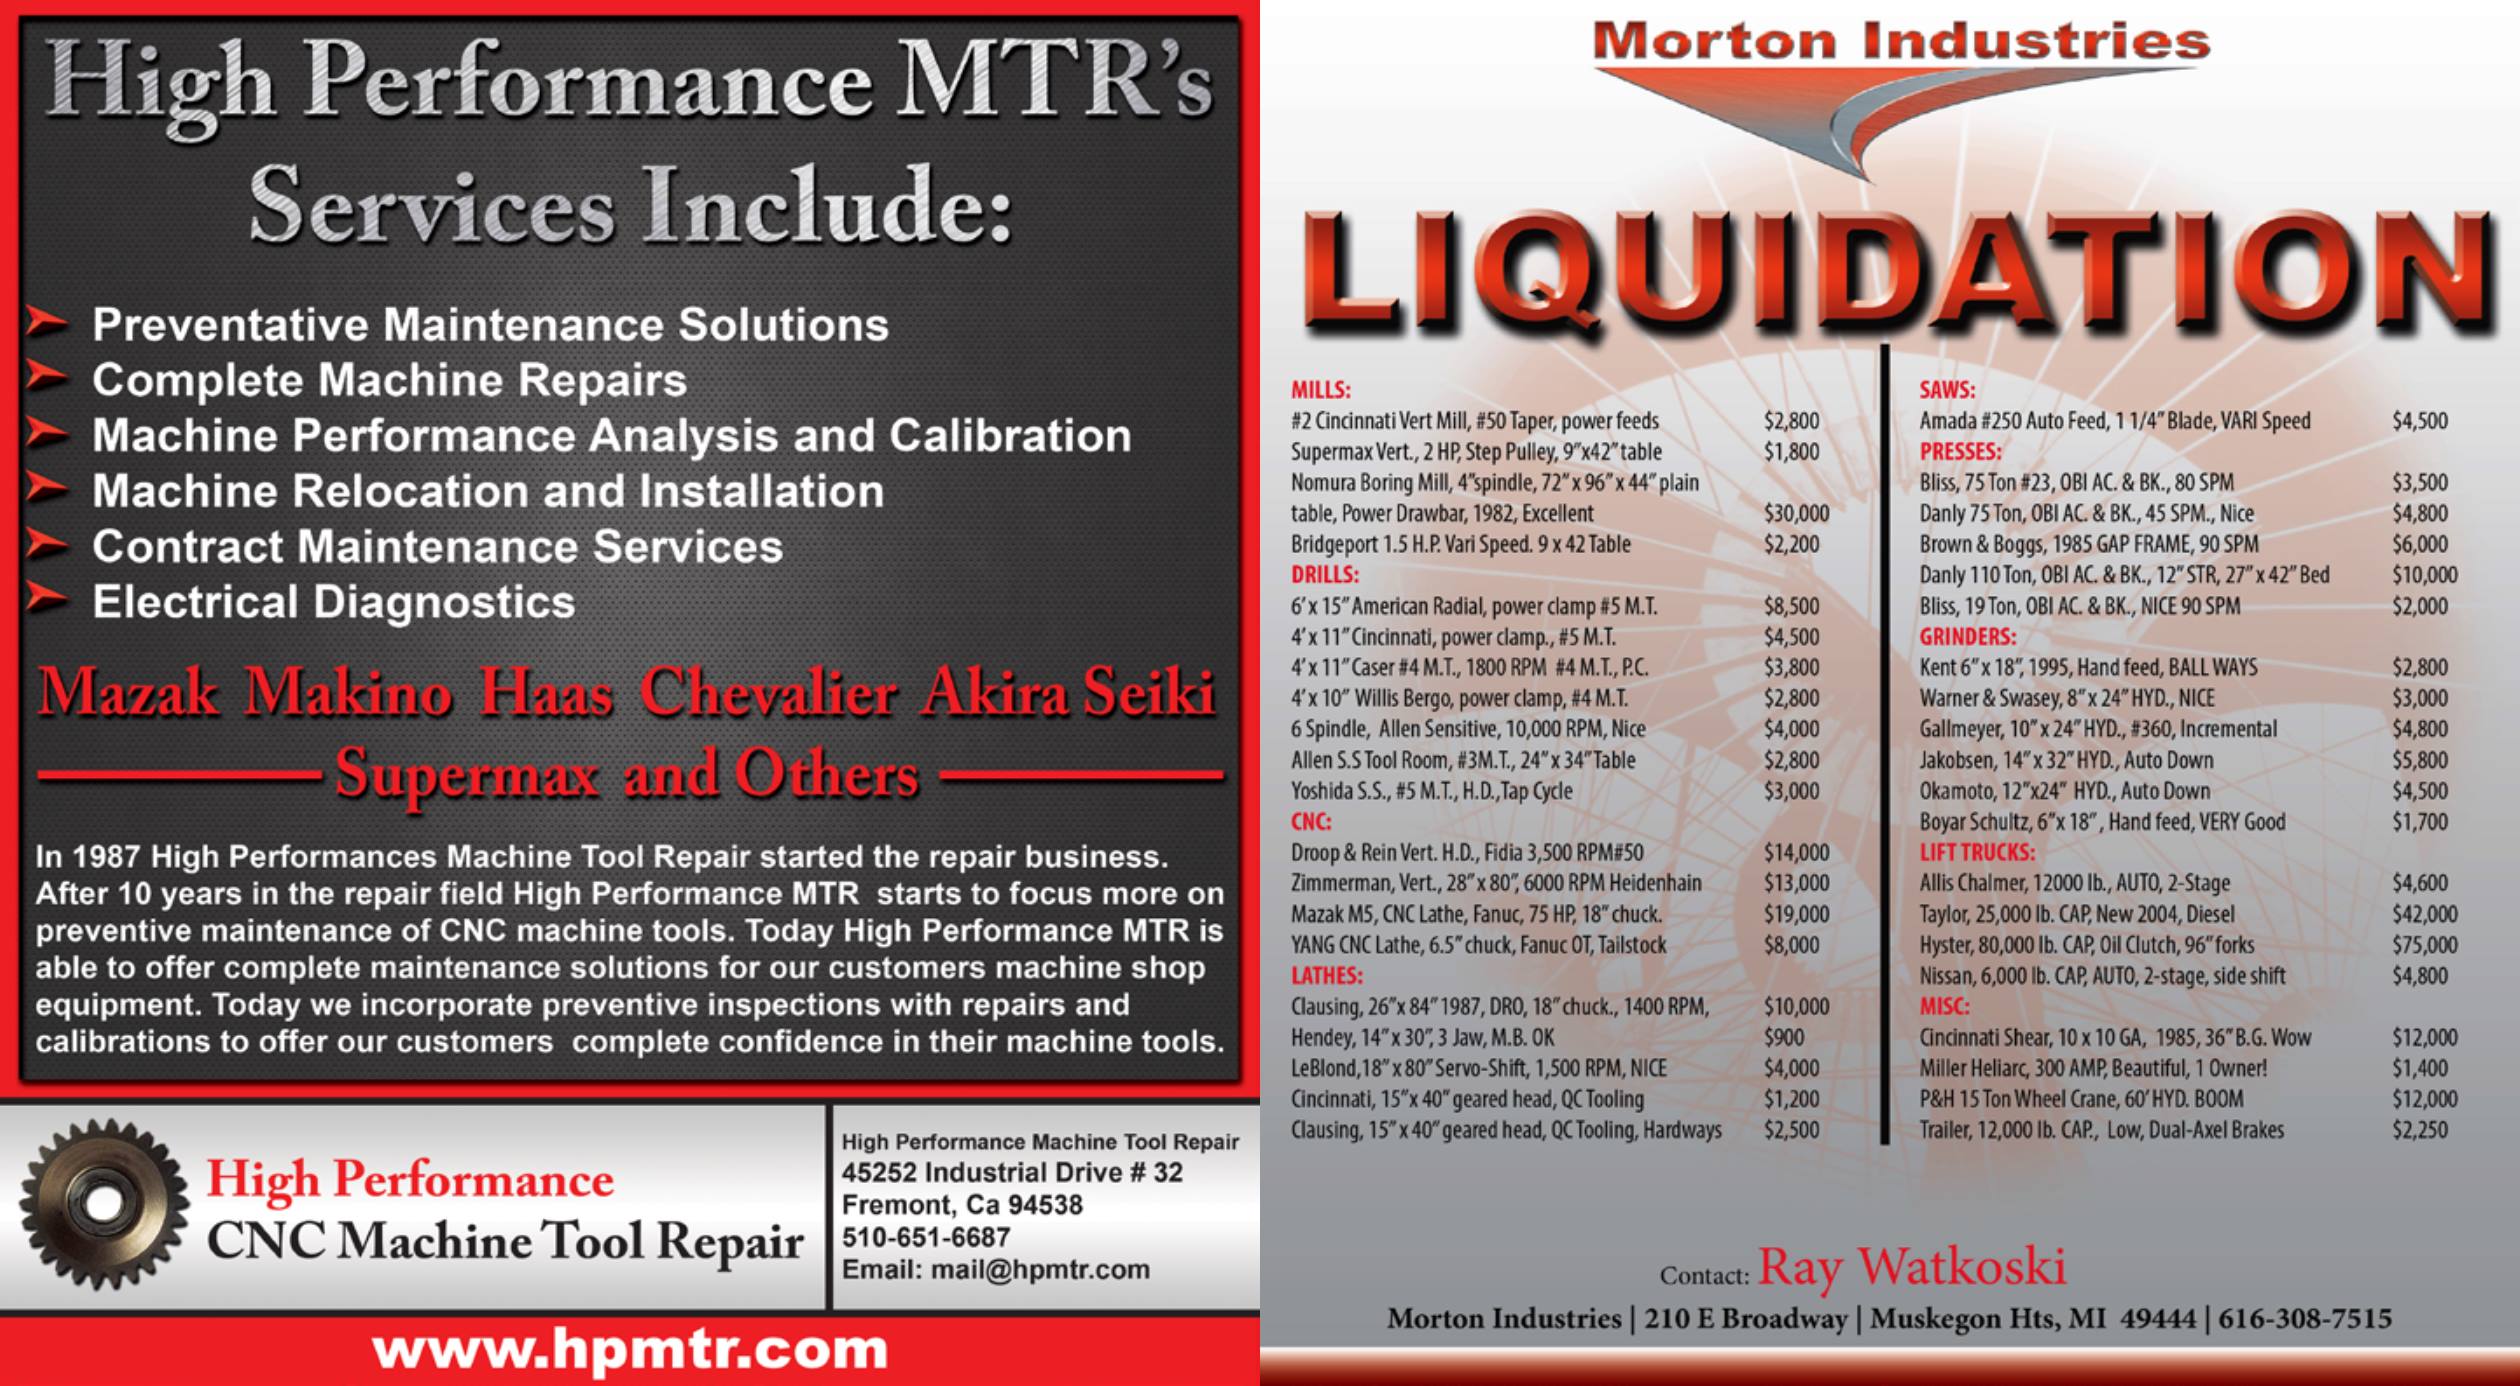 High Performance MTR's
Services Include:
Preventative Maintenance Solutions
Complete Machine Repairs
Machine Performance Analysis and Calibration
Machine Relocation and Installation
Contract Maintenance Services
Electrical Diagnostics
Mazak Makino Haas Chevalier Akira Seiki
Supermax and Others
In 1987 High Performances Machine Tool Repair started the repair business.
After 10 years in the repair field High Performance MTR starts to focus more on
preventive maintenance of CNC machine tools. Today High Performance MTR is
able to offer complete maintenance solutions for our customers machine shop
equipment. Today we incorporate preventive inspections with repairs and
calibrations to offer our customers complete confidence in their machine tools.
High Performance
CNC Machine Tool Repair
High Performance Machine Tool Repair
45252 Industrial Drive # 32
Fremont, Ca 94538
510-651-6687
Email: mail@hpmtr.com
www.hpmtr.com
Morton Industries
LIQUIDATION
MILLS:
#2 Cincinnati Vert Mill, #50 Taper, power feeds $2,800
Supermax Vert., 2 HP, Step Pulley, 9"x42" table $1,800
Nomura Boring Mill, 4"spindle, 72" x 96" x 44" plain
table, Power Drawbar, 1982, Excellent $30,000
Bridgeport 1.5 H.P. Vari Speed. 9 x 42 Table $2,200
DRILLS:
6' x 15" American Radial, power clamp #5 M.T. $8,500
4' x 11" Cincinnati, power clamp., #5 M.T. $4,500
4' x 11" Caser #4 M.T., 1800 RPM #4 M.T., P.C. $3,800
4' x 10" Willis Bergo, power clamp, #4 M.T. $2,800
6 Spindle, Allen Sensitive, 10,000 RPM, Nice $4,000
Allen S.S Tool Room, #3M.T., 24" x 34" Table $2,800
Yoshida S.S., #5 M.T., H.D.,Tap Cycle $3,000
CNC:
Droop & Rein Vert. H.D., Fidia 3,500 RPM#50 $14,000
Zimmerman, Vert., 28" x 80", 6000 RPM Heidenhain $13,000
Mazak M5, CNC Lathe, Fanuc, 75 HP, 18" chuck. $19,000
YANG CNC Lathe, 6.5" chuck, Fanuc OT, Tailstock $8,000
LATHES:
Clausing, 26"x 84" 1987, DRO, 18" chuck., 1400 RPM, $10,000
Hendey, 14" x 30", 3 Jaw, M.B. OK $900
LeBlond,18" x 80" Servo-Shift, 1,500 RPM, NICE $4,000
Cincinnati, 15"x 40" geared head, QC Tooling $1,200
Clausing, 15" x 40" geared head, QC Tooling, Hardways $2,500
SAWS:
Amada #250 Auto Feed, 1 1/4" Blade, VARI Speed $4,500
PRESSES:
Bliss, 75 Ton #23, OBI AC. & BK., 80 SPM $3,500
Danly 75 Ton, OBI AC. & BK., 45 SPM., Nice $4,800
Brown & Boggs, 1985 GAP FRAME, 90 SPM $6,000
Danly 110 Ton, OBI AC. & BK., 12" STR, 27" x 42" Bed $10,000
Bliss, 19 Ton, OBI AC. & BK., NICE 90 SPM $2,000
GRINDERS:
Kent 6" x 18", 1995, Hand feed, BALL WAYS $2,800
Warner & Swasey, 8" x 24" HYD., NICE $3,000
Gallmeyer, 10" x 24" HYD., #360, Incremental $4,800
Jakobsen, 14" x 32" HYD., Auto Down $5,800
Okamoto, 12"x24" HYD., Auto Down $4,500
Boyar Schultz, 6"x 18" , Hand feed, VERY Good $1,700
LIFT TRUCKS:
Allis Chalmer, 12000 lb., AUTO, 2-Stage $4,600
Taylor, 25,000 lb. CAP, New 2004, Diesel $42,000
Hyster, 80,000 lb. CAP, Oil Clutch, 96" forks $75,000
Nissan, 6,000 lb. CAP, AUTO, 2-stage, side shift $4,800
MISC:
Cincinnati Shear, 10 x 10 GA, 1985, 36" B.G. Wow $12,000
Miller Heliarc, 300 AMP, Beautiful, 1 Owner! $1,400
P&H 15 Ton Wheel Crane, 60' HYD. BOOM $12,000
Trailer, 12,000 lb. CAP., Low, Dual-Axel Brakes $2,250
Contact: Ray Watkoski
Morton Industries | 210 E Broadway | Muskegon Hts, MI 49444 | 616-308-7515